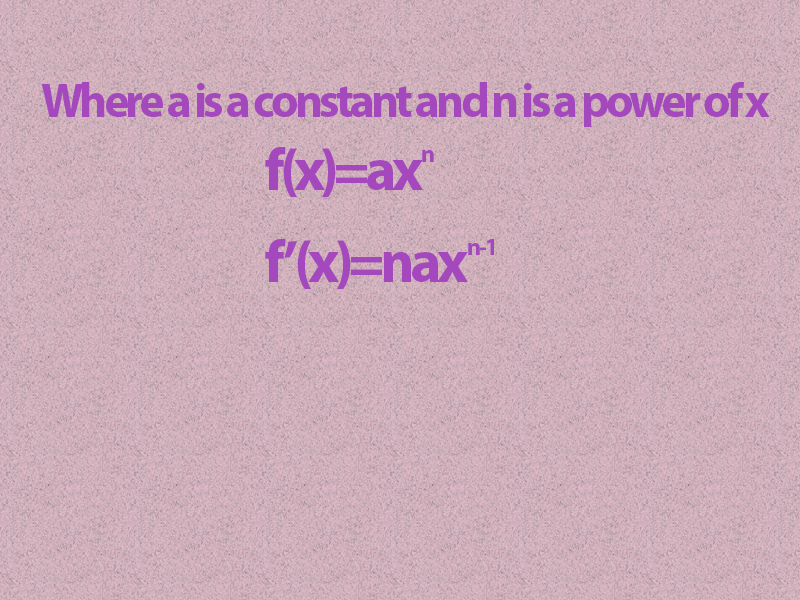 Where a is a constant and n is a power of x
f(x)=axⁿ
f’(x)=naxⁿ⁻¹